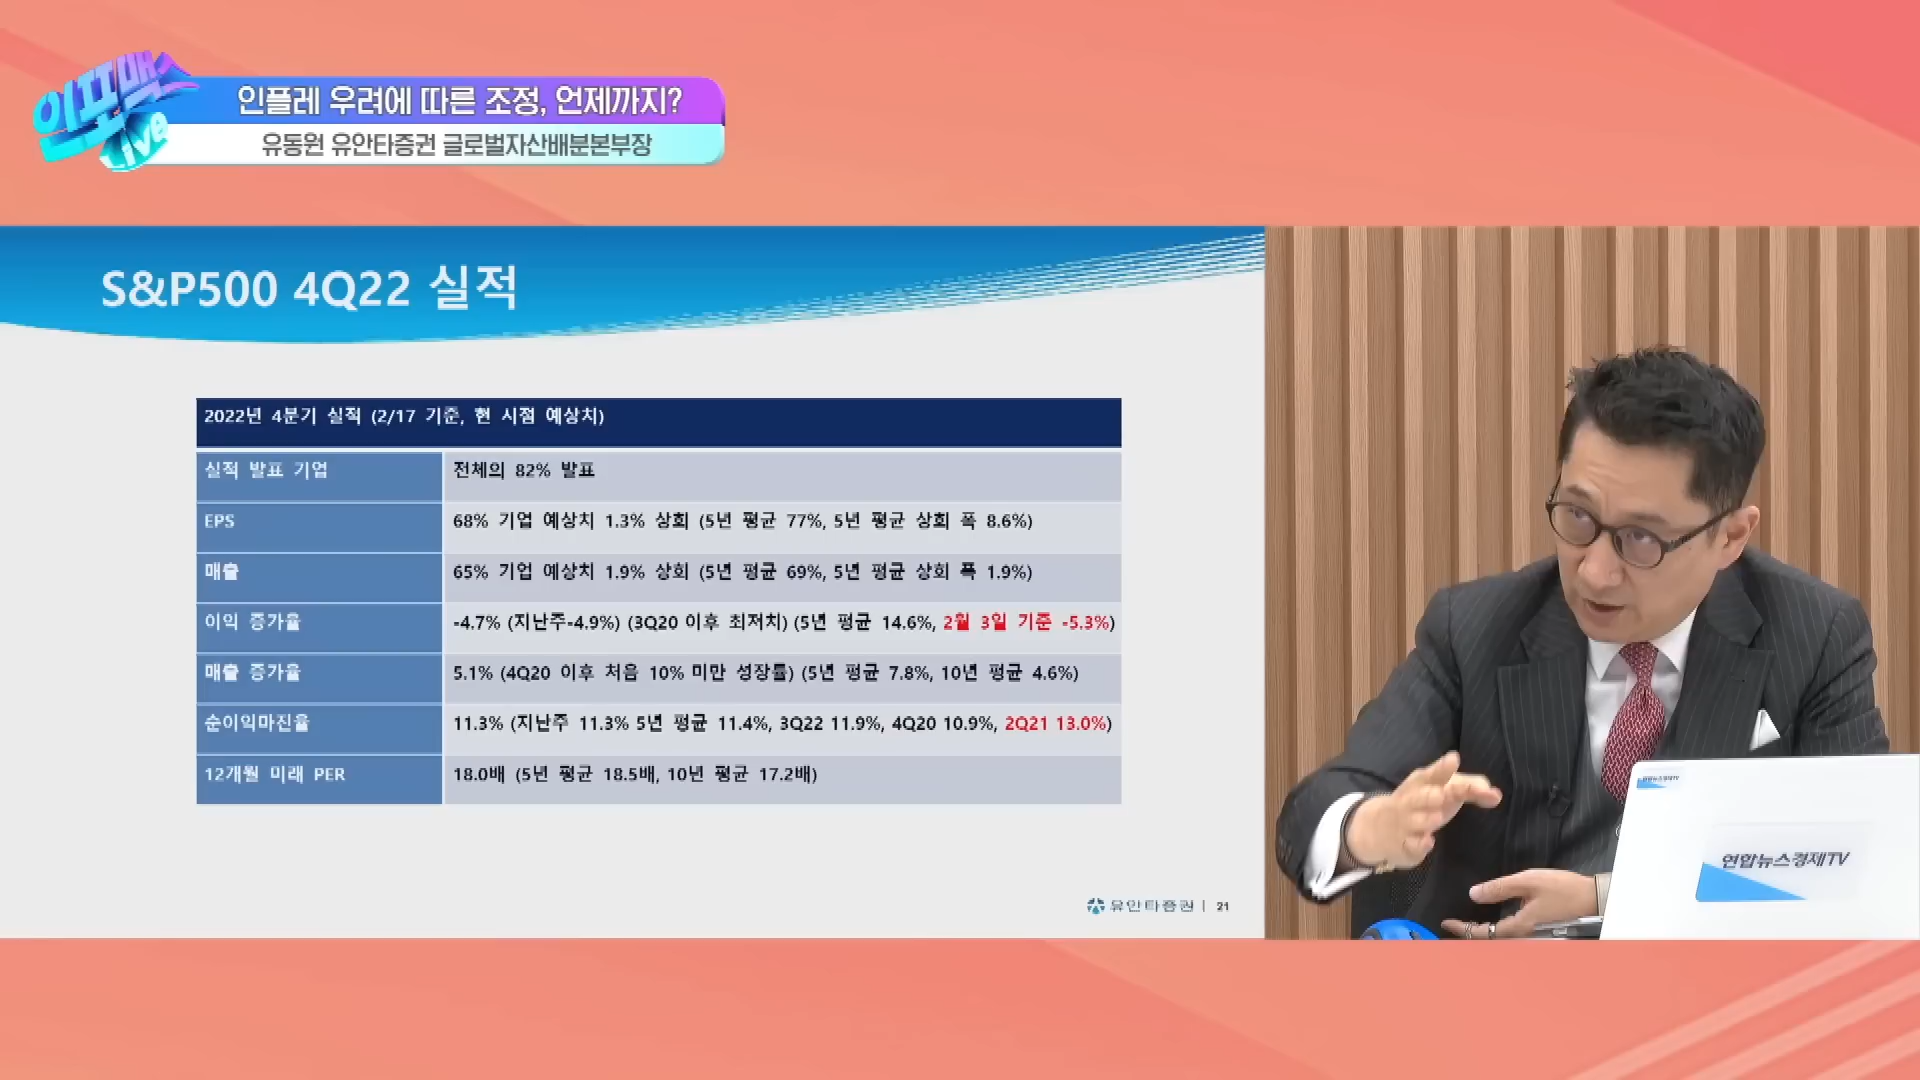 인포맥스
Live
인플레 우려에 따른 조정, 언제까지?
유동원 유안타증권 글로벌자산배분본부장
S&P500 4Q22 실적
2022년 4분기 실적 (2/17 기준, 현 시점 예상치)
실적 발표 기업 전체의 82% 발표
EPS 68% 기업 예상치 1.3% 상회 (5년 평균 77%, 5년 평균 상회 폭 8.6%)
매출 65% 기업 예상치 1.9% 상회 (5년 평균 69%, 5년 평균 상회 폭 1.9%)
이익 증가율 -4.7% (지난주-4.9%) (3Q20 이후 최저치) (5년 평균 14.6%, 2월 3일 기준 -5.3%)
매출 증가율 5.1% (4Q20 이후 처음 10% 미만 성장률) (5년 평균 7.8%, 10년 평균 4.6%)
순이익마진율 11.3% (지난주 11.3% 5년 평균 11.4%, 3Q22 11.9%, 4Q20 10.9%, 2Q21 13.0%)
12개월 미래 PER 18.0배 (5년 평균 18.5배, 10년 평균 17.2배)
유안타증권 | 21
연합뉴스경제TV
연합뉴스경제TV